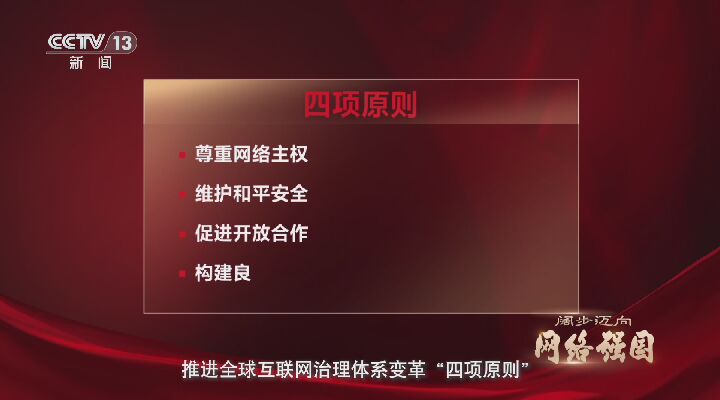 CCTV 13
新闻
四项原则
尊重网络主权
维护和平安全
促进开放合作
构建良
阔步迈向
网络强国
推进全球互联网治理体系变革“四项原则”